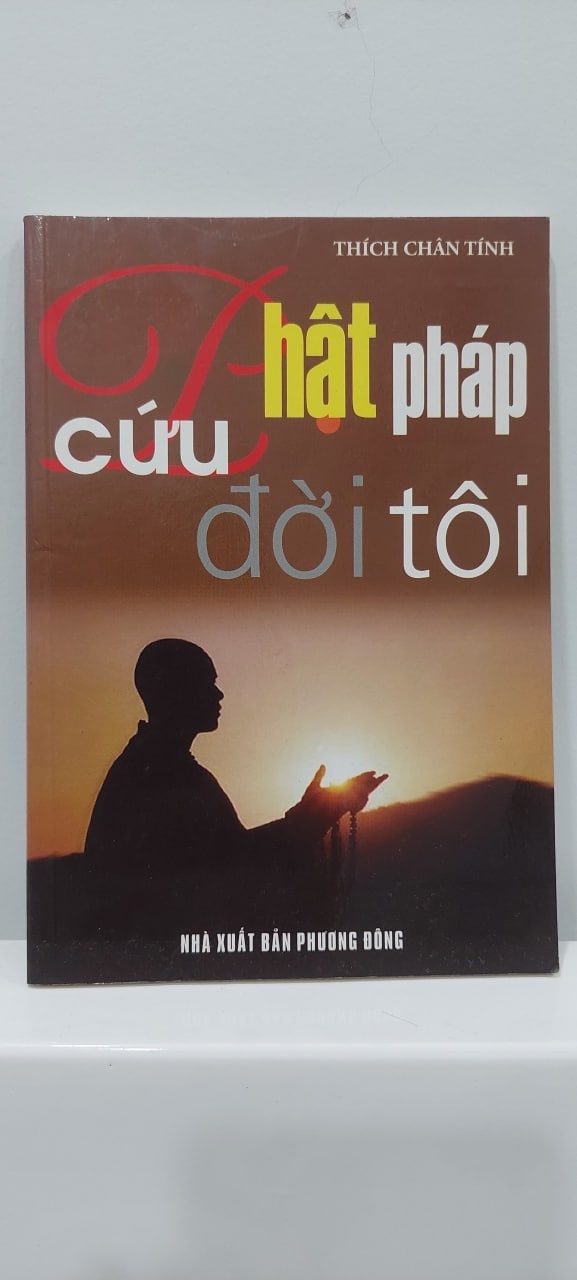 THÍCH CHÂN TÍNH
Phật pháp
cứu
đời tôi
NHÀ XUẤT BẢN PHƯƠNG ĐÔNG